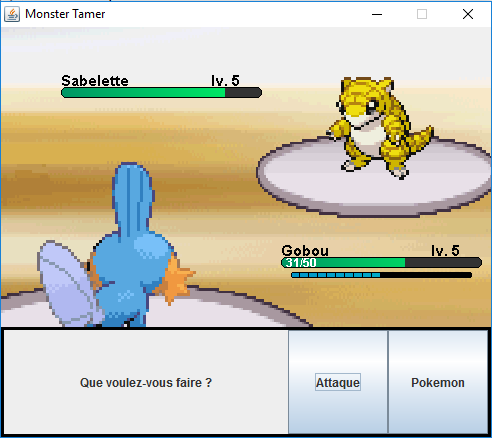 Monster Tamer
Sabelette lv. 5
Gobou lv. 5
31/50
Que voulez-vous faire ?
Attaque
Pokemon